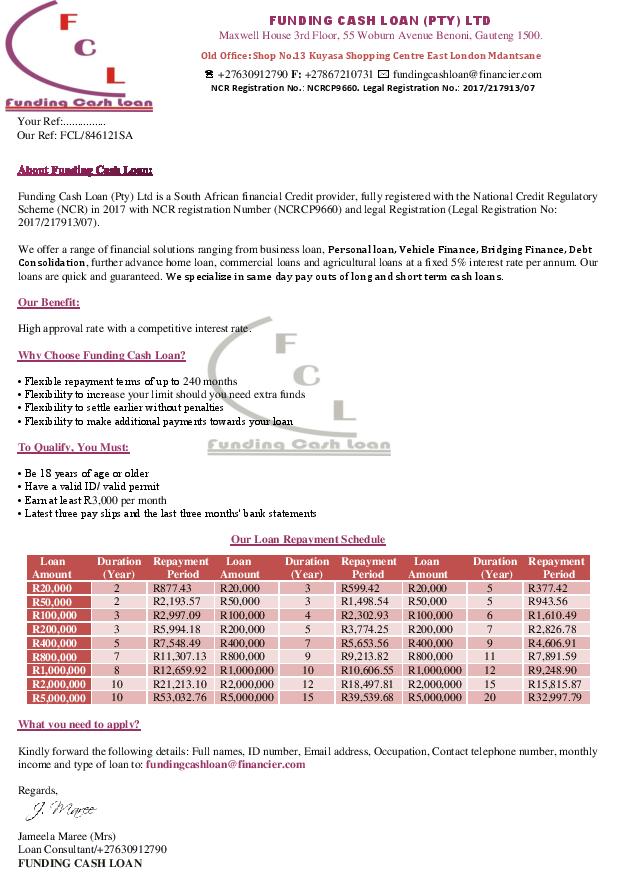 F
C
L
Funding Cash Loan
FUNDING CASH LOAN (PTY) LTD
Maxwell House 3rd Floor, 55 Woburn Avenue Benoni, Gauteng 1500.
Old Office: Shop No.13 Kuyasa Shopping Centre East London Mdantsane
☎ +27630912790 F: +27867210731 ✉ fundingcashloan@financier.com
NCR Registration No.: NCRCP9660. Legal Registration No.: 2017/217913/07
Your Ref:..............
Our Ref: FCL/846121SA
About Funding Cash Loan:
Funding Cash Loan (Pty) Ltd is a South African financial Credit provider, fully registered with the National Credit Regulatory
Scheme (NCR) in 2017 with NCR registration Number (NCRCP9660) and legal Registration (Legal Registration No:
2017/217913/07).
We offer a range of financial solutions ranging from business loan, Personal loan, Vehicle Finance, Bridging Finance, Debt
Consolidation, further advance home loan, commercial loans and agricultural loans at a fixed 5% interest rate per annum. Our
loans are quick and guaranteed. We specialize in same day pay outs of long and short term cash loans.
Our Benefit:
High approval rate with a competitive interest rate.
Why Choose Funding Cash Loan?
• Flexible repayment terms of up to 240 months
• Flexibility to increase your limit should you need extra funds
• Flexibility to settle earlier without penalties
• Flexibility to make additional payments towards your loan
F
C
L
Funding Cash Loan
To Qualify, You Must:
• Be 18 years of age or older
• Have a valid ID/ valid permit
• Earn at least R3,000 per month
• Latest three pay slips and the last three months' bank statements
Our Loan Repayment Schedule
Loan Amount Duration (Year) Repayment Period Loan Amount Duration (Year) Repayment Period Loan Amount Duration (Year) Repayment Period
R20,000 2 R877.43 R20,000 3 R599.42 R20,000 5 R377.42
R50,000 2 R2,193.57 R50,000 3 R1,498.54 R50,000 5 R943.56
R100,000 3 R2,997.09 R100,000 4 R2,302.93 R100,000 6 R1,610.49
R200,000 3 R5,994.18 R200,000 5 R3,774.25 R200,000 7 R2,826.78
R400,000 5 R7,548.49 R400,000 7 R5,653.56 R400,000 9 R4,606.91
R800,000 7 R11,307.13 R800,000 9 R9,213.82 R800,000 11 R7,891.59
R1,000,000 8 R12,659.92 R1,000,000 10 R10,606.55 R1,000,000 12 R9,248.90
R2,000,000 10 R21,213.10 R2,000,000 12 R18,497.81 R2,000,000 15 R15,815.87
R5,000,000 10 R53,032.76 R5,000,000 15 R39,539.68 R5,000,000 20 R32,997.79
What you need to apply?
Kindly forward the following details: Full names, ID number, Email address, Occupation, Contact telephone number, monthly
income and type of loan to: fundingcashloan@financier.com
Regards,
J. Maree
Jameela Maree (Mrs)
Loan Consultant/+27630912790
FUNDING CASH LOAN